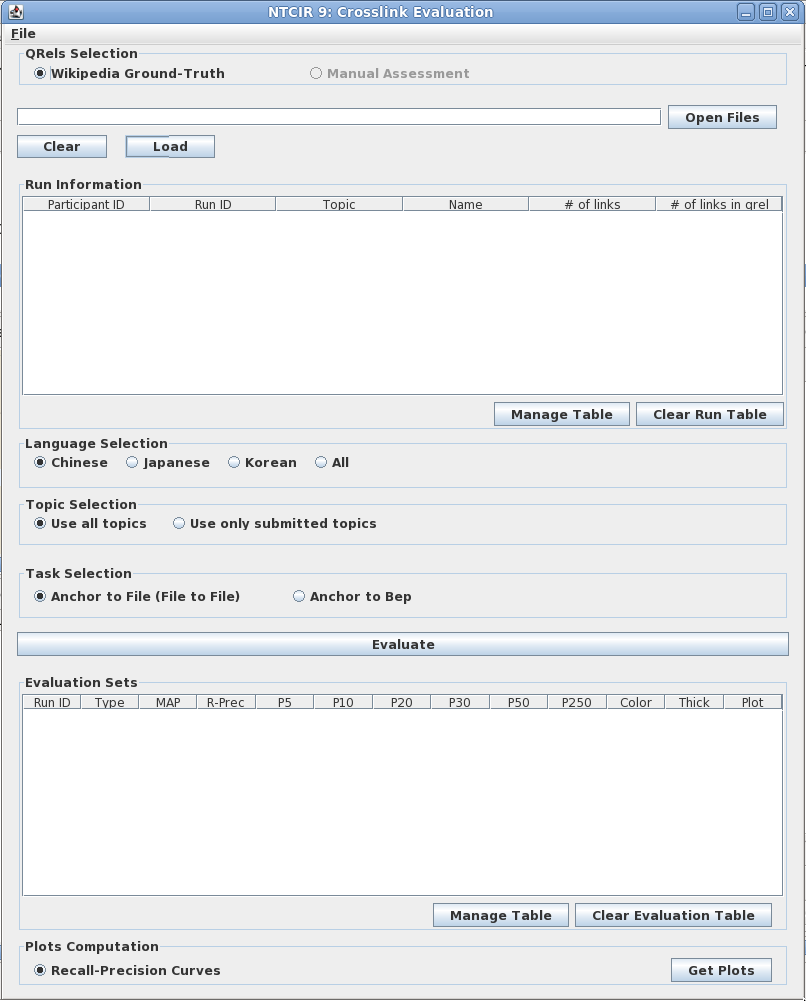 NTCIR 9: Crosslink Evaluation
File
QRels Selection
Wikipedia Ground-Truth Manual Assessment
Open Files
Clear Load
Run Information
Participant ID Run ID Topic Name # of links # of links in qrel
Manage Table Clear Run Table
Language Selection
Chinese Japanese Korean All
Topic Selection
Use all topics Use only submitted topics
Task Selection
Anchor to File (File to File) Anchor to Bep
Evaluate
Evaluation Sets
Run ID Type MAP R-Prec P5 P10 P20 P30 P50 P250 Color Thick Plot
Manage Table Clear Evaluation Table
Plots Computation
Recall-Precision Curves Get Plots